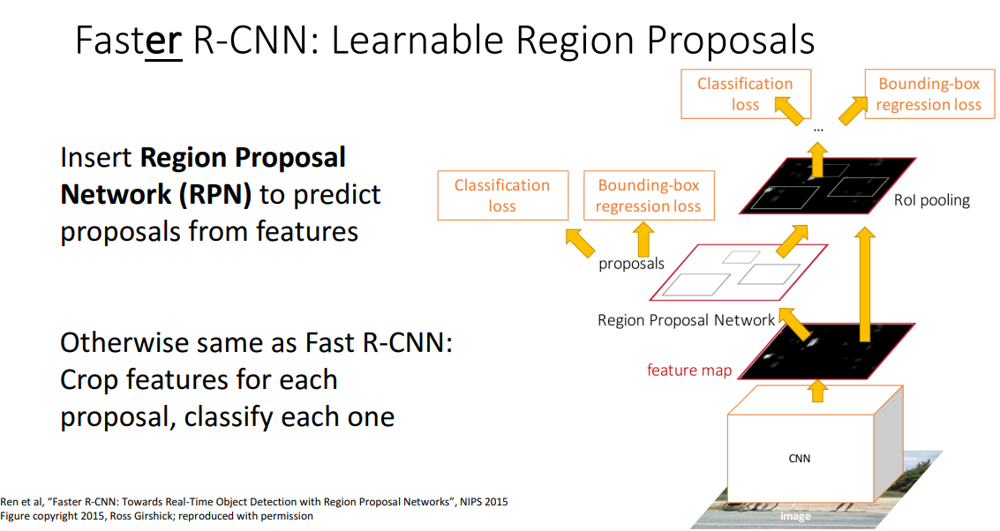 Faster R-CNN: Learnable Region Proposals
Insert Region Proposal
Network (RPN) to predict
proposals from features
Otherwise same as Fast R-CNN:
Crop features for each
proposal, classify each one
Classification
loss
Bounding-box
regression loss
...
Classification
loss
Bounding-box
regression loss
RoI pooling
proposals
Region Proposal Network
feature map
CNN
image
Ren et al, “Faster R-CNN: Towards Real-Time Object Detection with Region Proposal Networks”, NIPS 2015
Figure copyright 2015, Ross Girshick; reproduced with permission